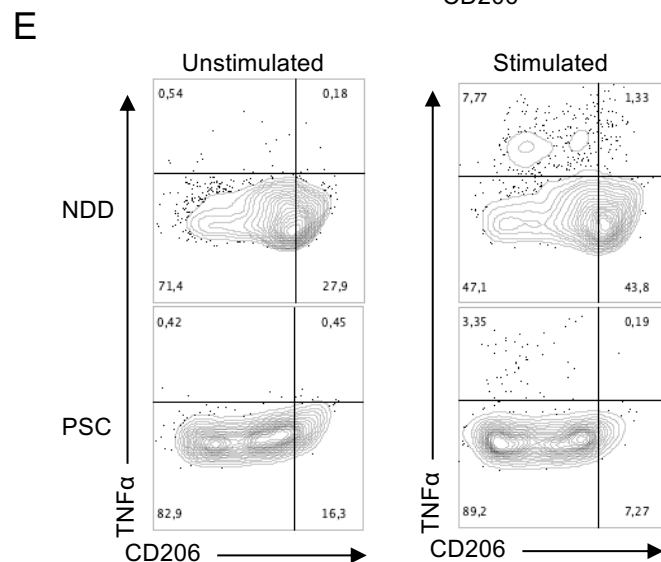 CD206
E
Unstimulated
Stimulated
0,54 0,18
7,77 1,33
NDD
71,4 27,9
47,1 43,8
0,42 0,45
3,35 0,19
PSC
TNFα
TNFα
82,9 16,3
89,2 7,27
CD206
CD206